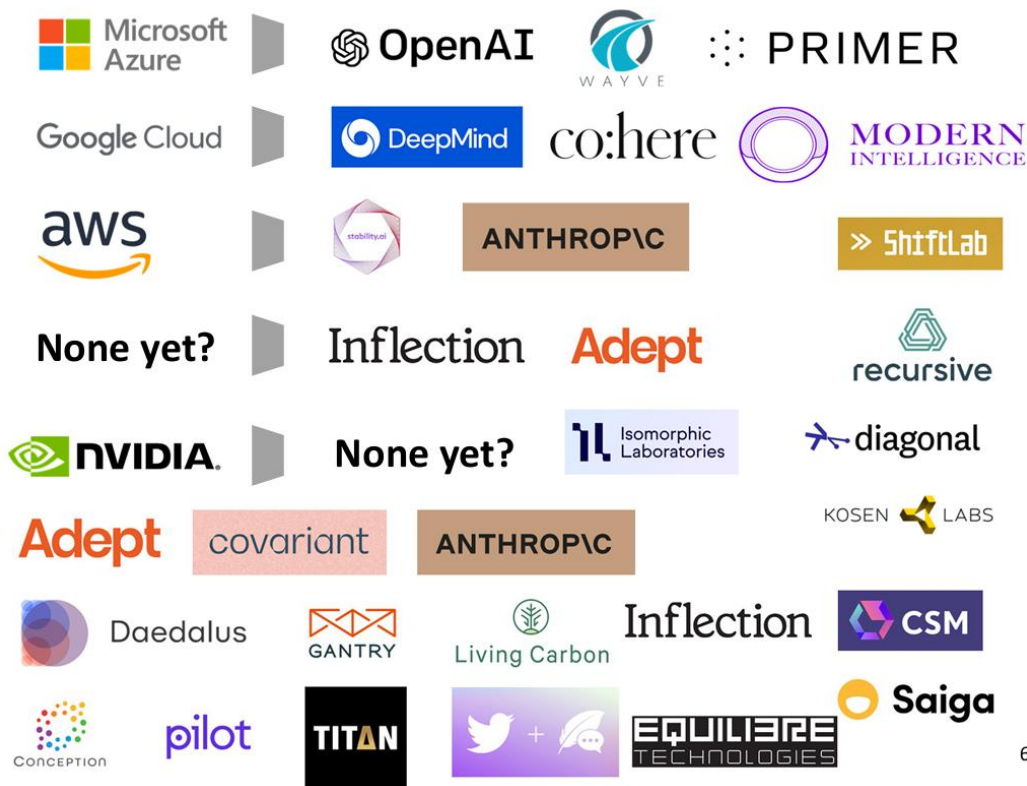 Microsoft
Azure
OpenAI
WAYVE
PRIMER
Google Cloud
DeepMind
co:here
MODERN
INTELLIGENCE
aws
stability.ai
ANTHROP\C
ShiftLab
None yet?
Inflection
Adept
recursive
NVIDIA.
None yet?
Isomorphic
Laboratories
diagonal
Adept
covariant
ANTHROP\C
KOSEN LABS
Daedalus
GANTRY
Living Carbon
Inflection
CSM
CONCEPTION
pilot
TITAN
+
EQUILIBRE
TECHNOLOGIES
Saiga
6